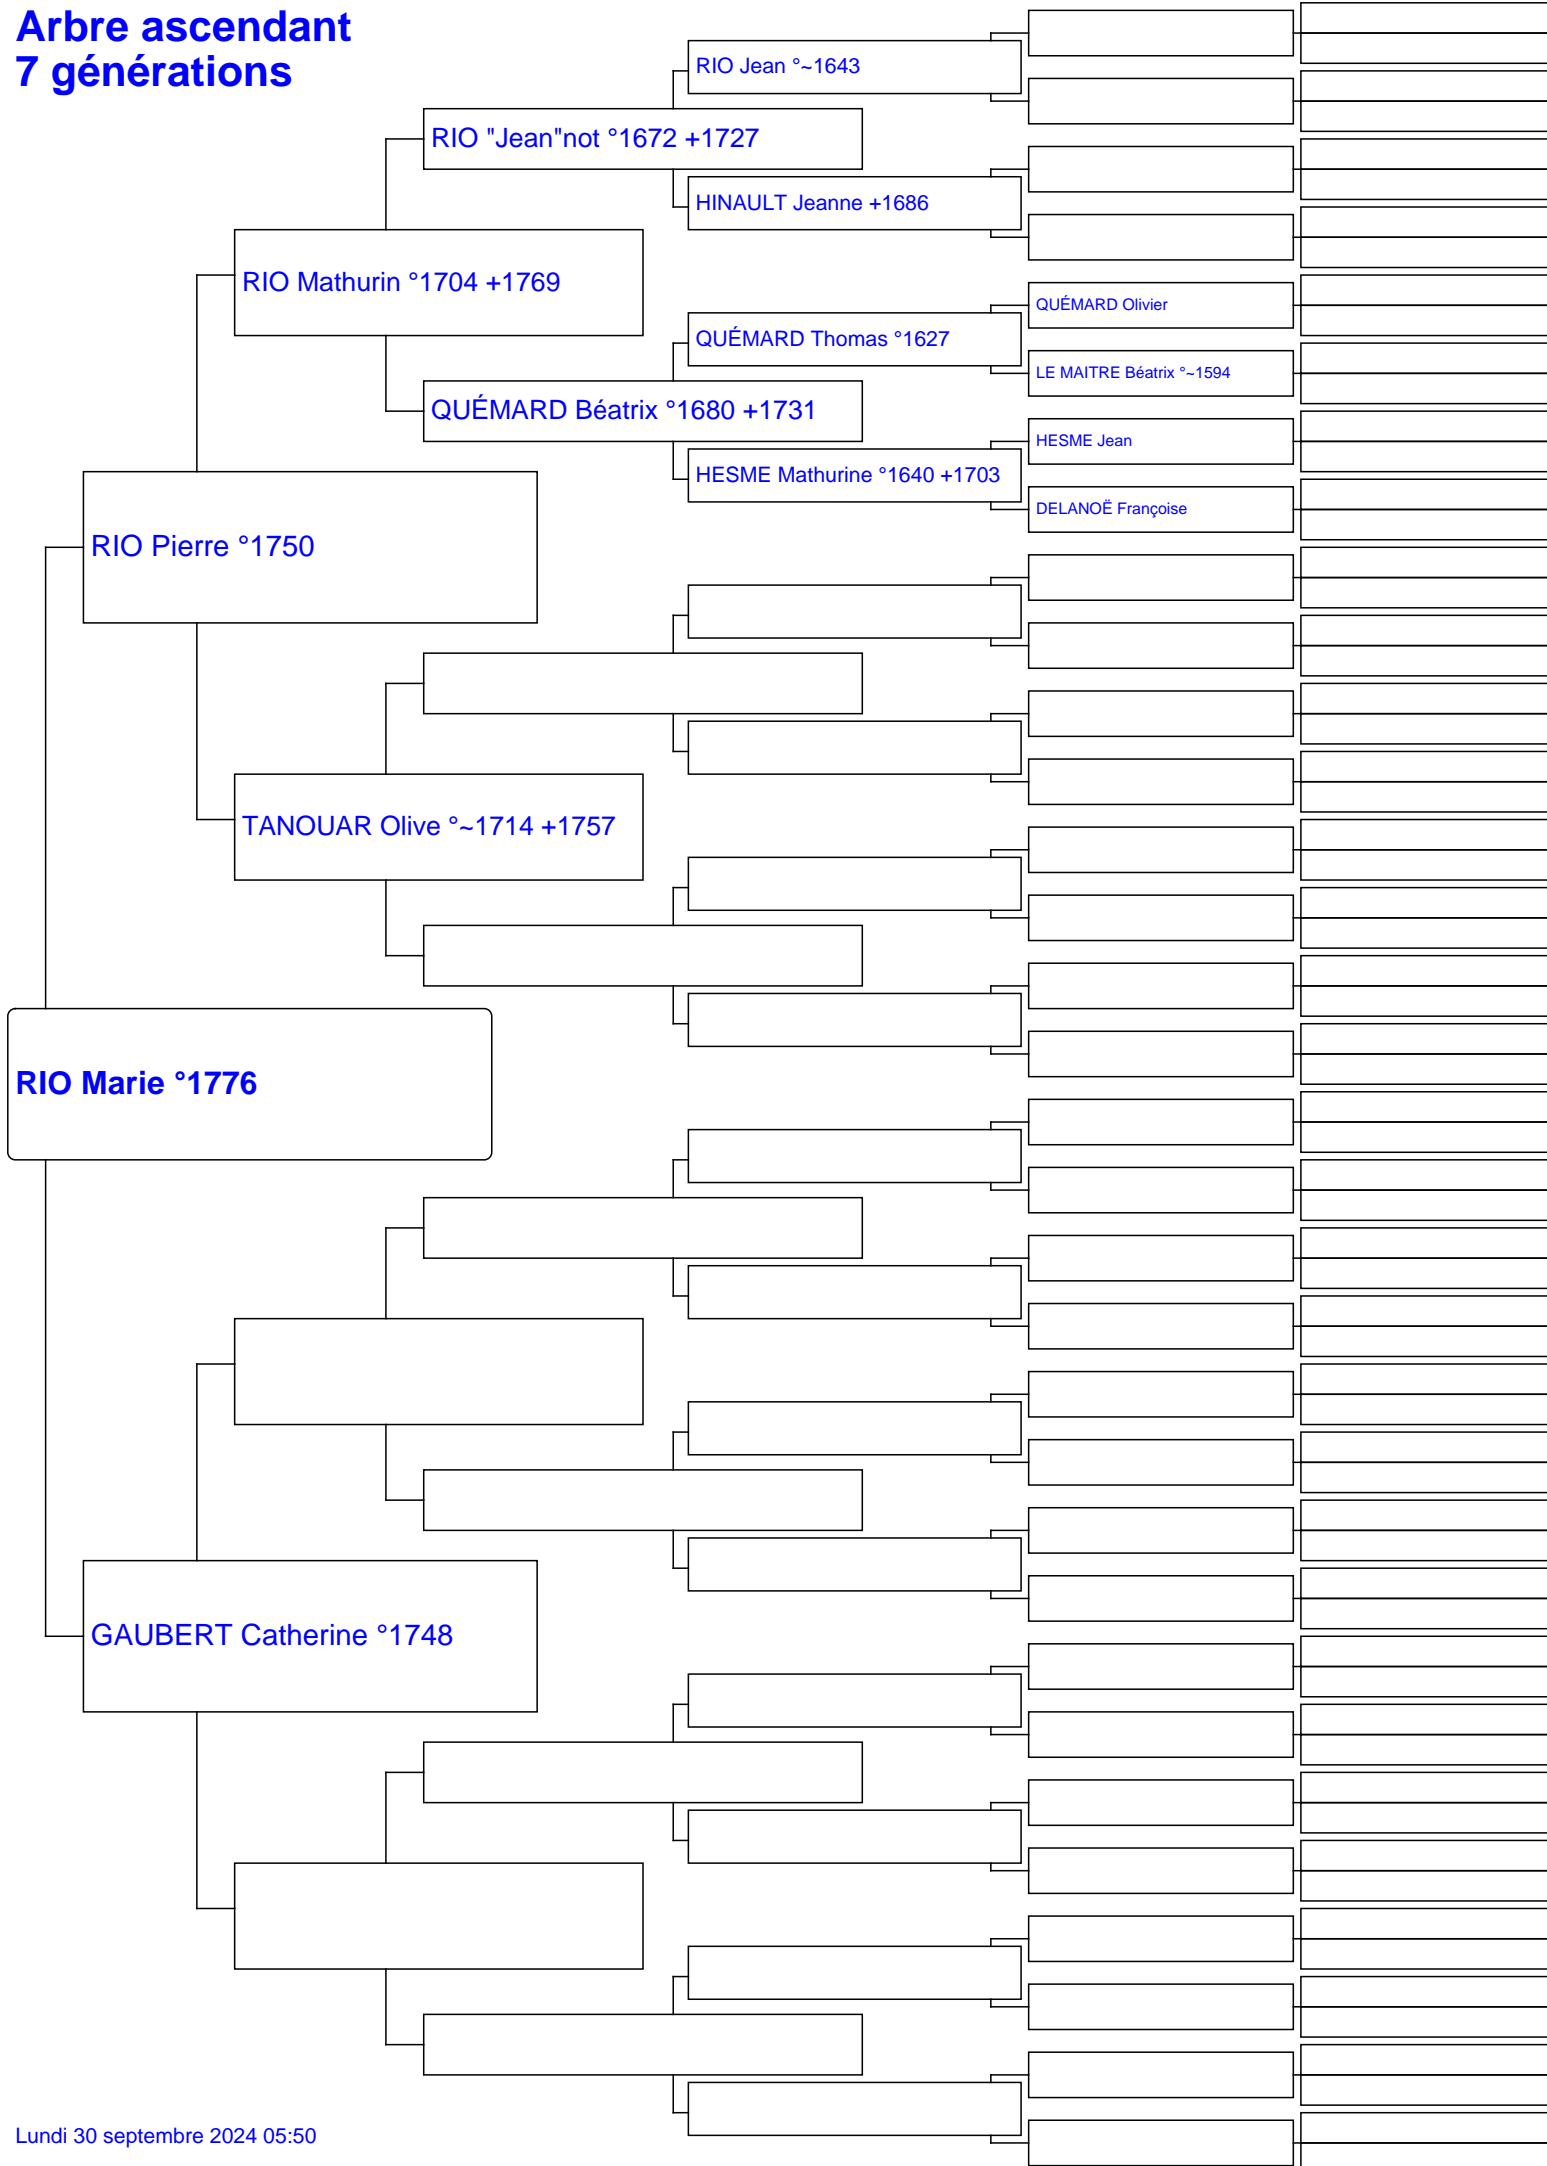 Arbre ascendant
7 générations
RIO Jean °~1643
RIO "Jean"not °1672 +1727
HINAULT Jeanne +1686
RIO Mathurin °1704 +1769
QUÉMARD Olivier
QUÉMARD Thomas °1627
LE MAITRE Béatrix °~1594
QUÉMARD Béatrix °1680 +1731
HESME Jean
HESME Mathurine °1640 +1703
DELANOË Françoise
RIO Pierre °1750
TANOUAR Olive °~1714 +1757
RIO Marie °1776
GAUBERT Catherine °1748
Lundi 30 septembre 2024 05:50